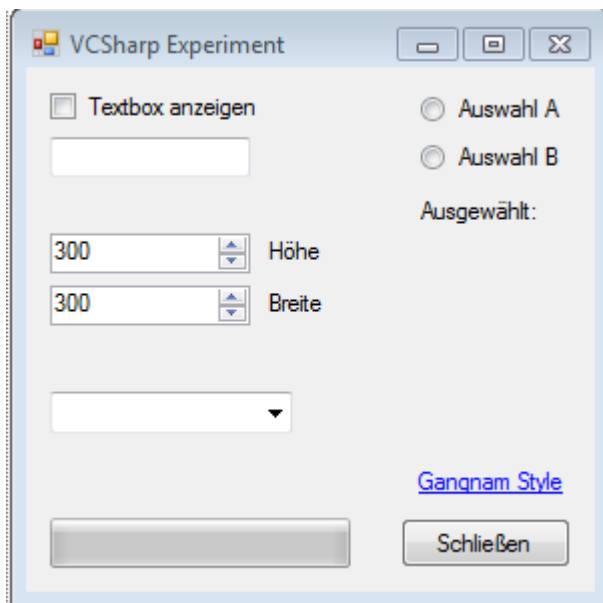 VCSharp Experiment
Textbox anzeigen
Auswahl A
Auswahl B
Ausgewählt:
300
Höhe
300
Breite
Gangnam Style
Schließen